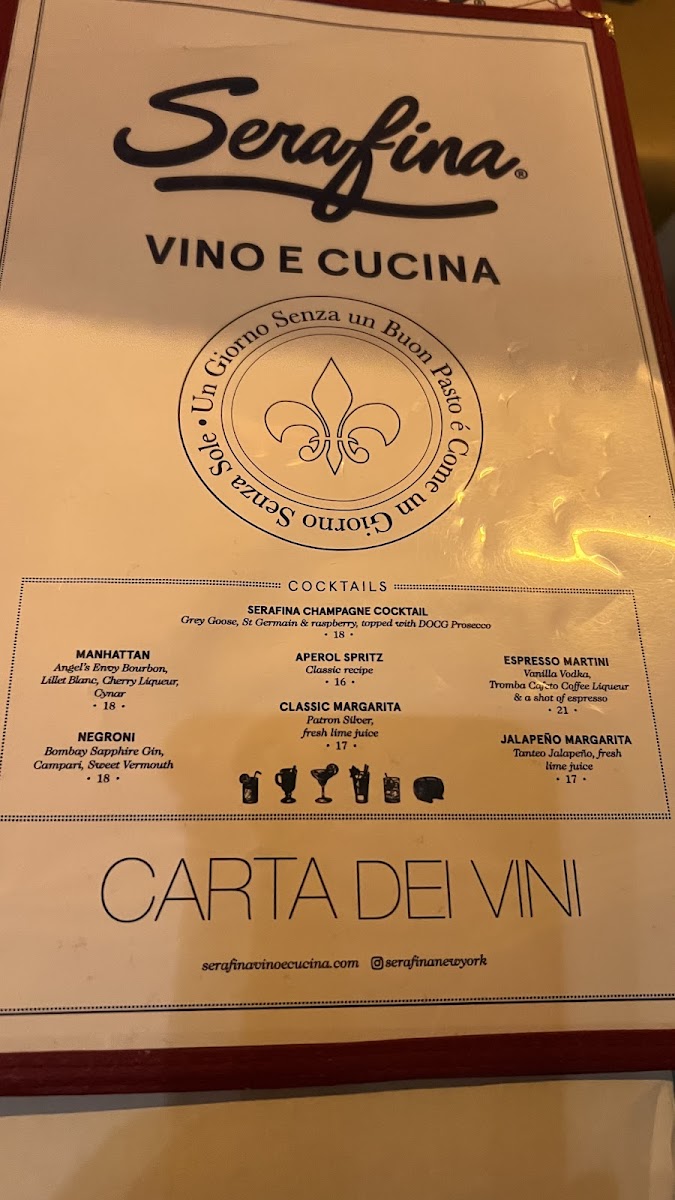 Serafina®
VINO E CUCINA
Un Giorno Senza un Buon Pasto é Come un Giorno Senza Sole •
COCKTAILS
SERAFINA CHAMPAGNE COCKTAIL
Grey Goose, St Germain & raspberry, topped with DOCG Prosecco
• 18 •
MANHATTAN
Angel's Envy Bourbon,
Lillet Blanc, Cherry Liqueur,
Cynar
• 18 •
NEGRONI
Bombay Sapphire Gin,
Campari, Sweet Vermouth
• 18 •
APEROL SPRITZ
Classic recipe
• 16 •
CLASSIC MARGARITA
Patron Silver,
fresh lime juice
• 17 •
ESPRESSO MARTINI
Vanilla Vodka,
Tromba Cafeto Coffee Liqueur
& a shot of espresso
• 21 •
JALAPEÑO MARGARITA
Tanteo Jalapeño, fresh
lime juice
• 17 •
CARTA DEI VINI
serafinavinoecucina.com serafinanewyork